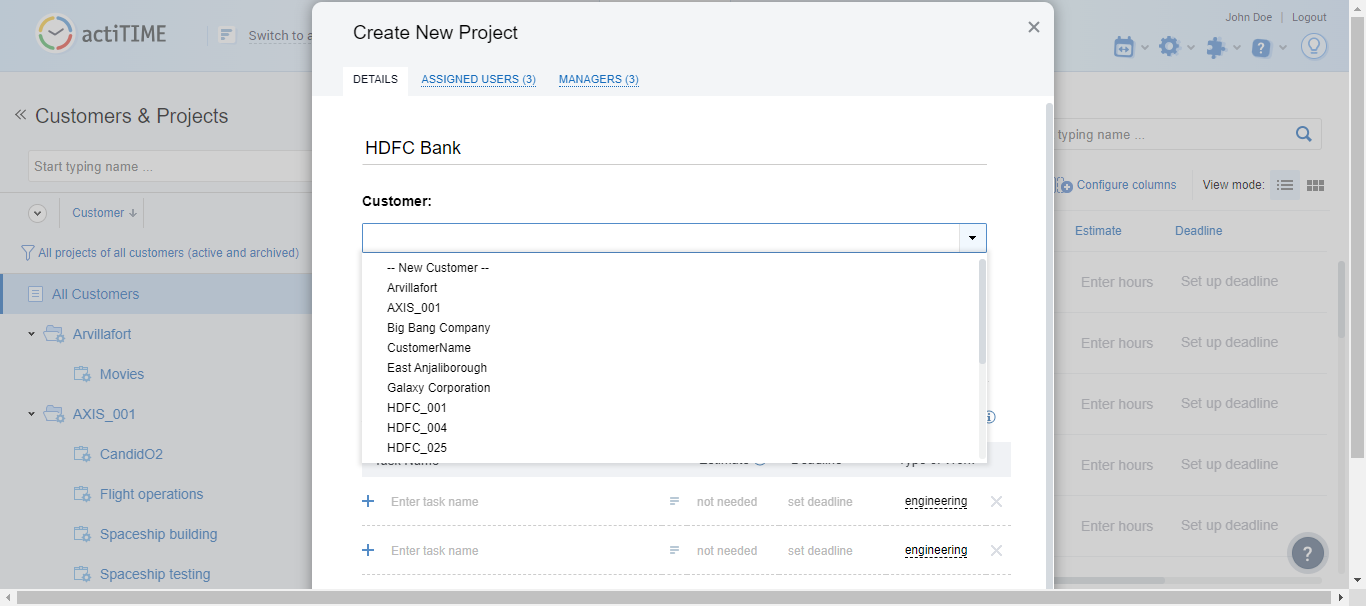 actiTIME
Switch to a
John Doe | Logout
Create New Project
DETAILS
ASSIGNED USERS (3)
MANAGERS (3)
Customers & Projects
Start typing name ...
typing name ...
HDFC Bank
Customer:
Configure columns
View mode:
Customer
All projects of all customers (active and archived)
Estimate
Deadline
-- New Customer --
Arvillafort
AXIS_001
Big Bang Company
CustomerName
East Anjaliborough
Galaxy Corporation
HDFC_001
HDFC_004
HDFC_025
All Customers
Arvillafort
Movies
AXIS_001
CandidO2
Flight operations
Spaceship building
Spaceship testing
Enter hours Set up deadline
Enter hours Set up deadline
Enter hours Set up deadline
Enter hours Set up deadline
Enter hours Set up deadline
Task Name Estimate Deadline Type of Work
Enter task name not needed set deadline engineering
Enter task name not needed set deadline engineering
?